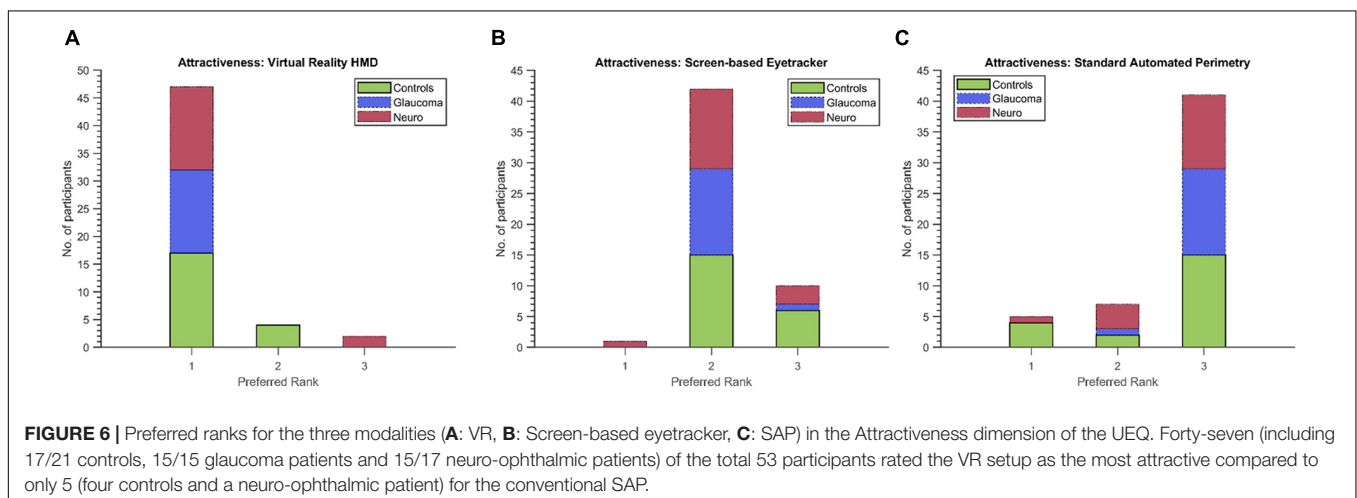 A
Attractiveness: Virtual Reality HMD
50
45
40
35
30
25
20
15
10
5
0
No. of participants
Controls
Glaucoma
Neuro
1 2 3
Preferred Rank
B
Attractiveness: Screen-based Eyetracker
45
40
35
30
25
20
15
10
5
0
No. of participants
Controls
Glaucoma
Neuro
1 2 3
Preferred Rank
C
Attractiveness: Standard Automated Perimetry
45
40
35
30
25
20
15
10
5
0
No. of participants
Controls
Glaucoma
Neuro
1 2 3
Preferred Rank
FIGURE 6 | Preferred ranks for the three modalities (A: VR, B: Screen-based eyetracker, C: SAP) in the Attractiveness dimension of the UEQ. Forty-seven (including
17/21 controls, 15/15 glaucoma patients and 15/17 neuro-ophthalmic patients) of the total 53 participants rated the VR setup as the most attractive compared to
only 5 (four controls and a neuro-ophthalmic patient) for the conventional SAP.